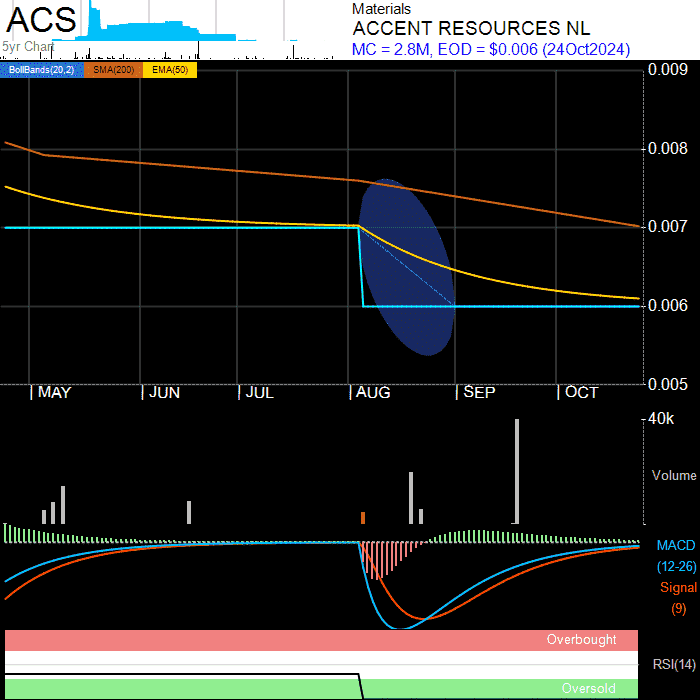 ACS
5yr Chart
Materials
ACCENT RESOURCES NL
MC = 2.8M, EOD = $0.006 (24Oct2024)
BollBands(20,2) SMA(200) EMA(50)
0.009
0.008
0.007
0.006
0.005
MAY JUN JUL AUG SEP OCT
40k
Volume
MACD
(12-26)
Signal
(9)
Overbought
RSI(14)
Oversold